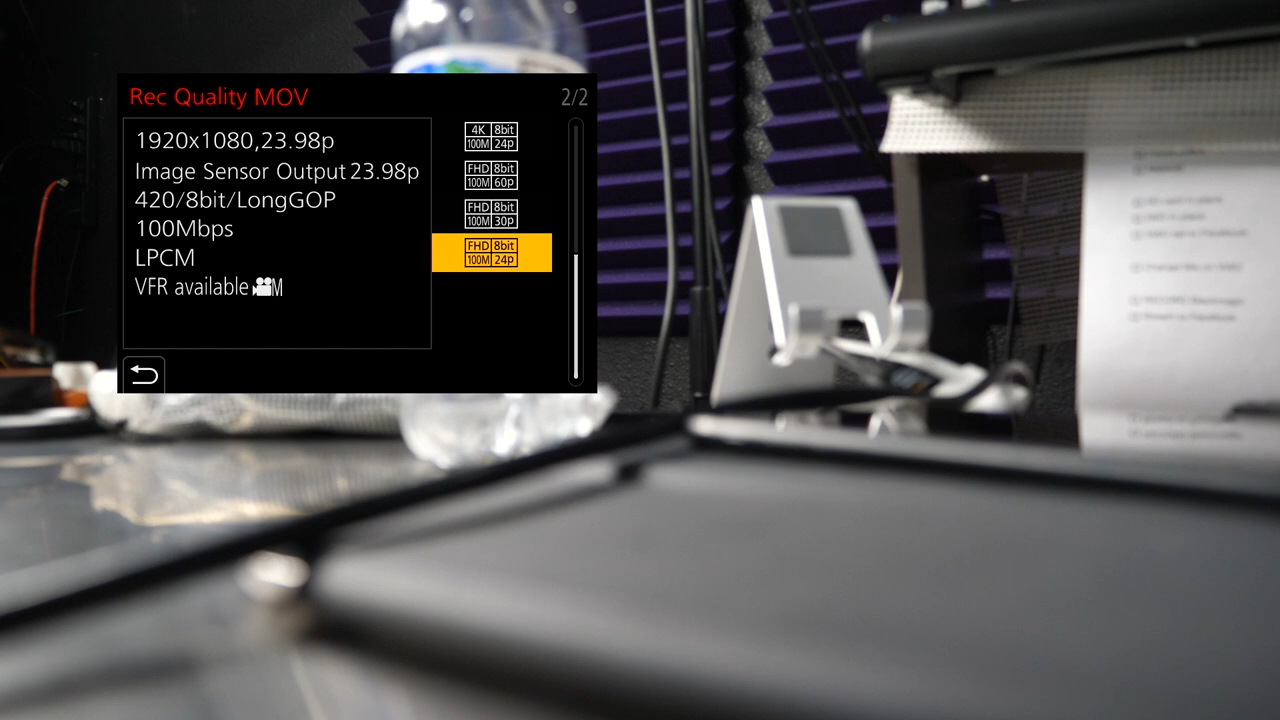 Rec Quality MOV
2/2
1920x1080,23.98p
Image Sensor Output 23.98p
420/8bit/LongGOP
100Mbps
LPCM
VFR available M
4K 8bit
100M 24p
FHD 8bit
100M 60p
FHD 8bit
100M 30p
FHD 8bit
100M 24p